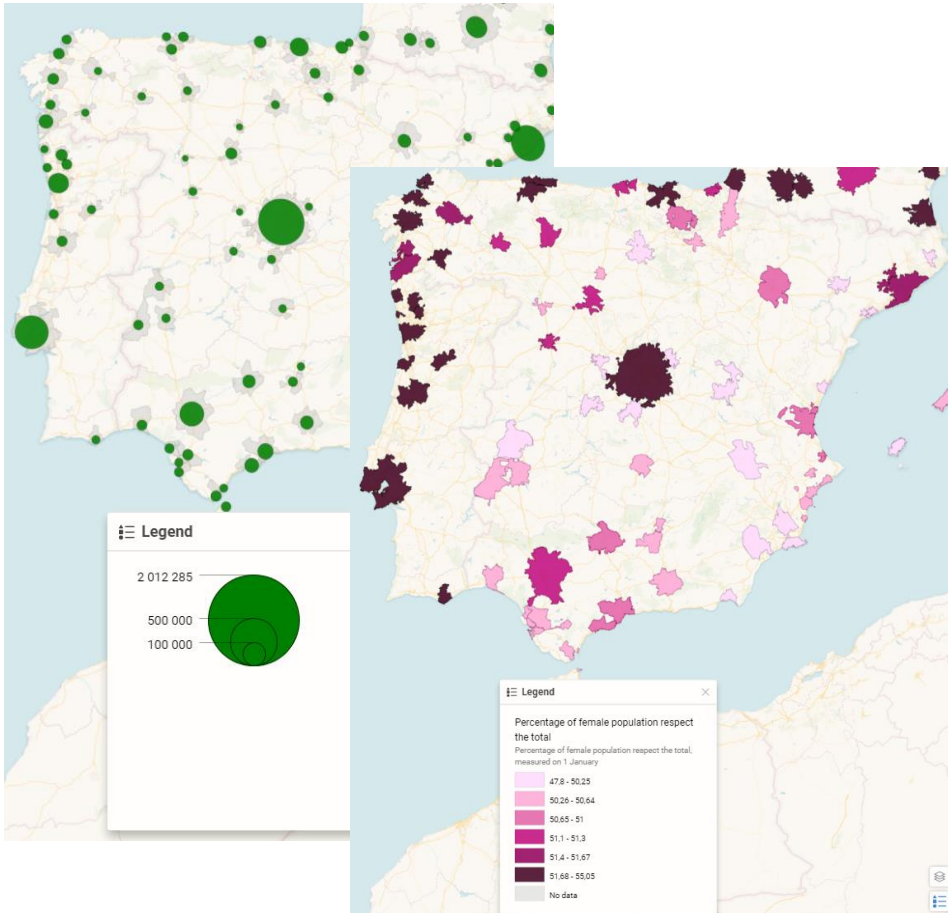 Legend
2 012 285
500 000
100 000
Legend
Percentage of female population respect
the total
Percentage of female population respect the total,
measured on 1 January
47,8 - 50,25
50,26 - 50,64
50,65 - 51
51,1 - 51,3
51,4 - 51,67
51,68 - 55,05
No data